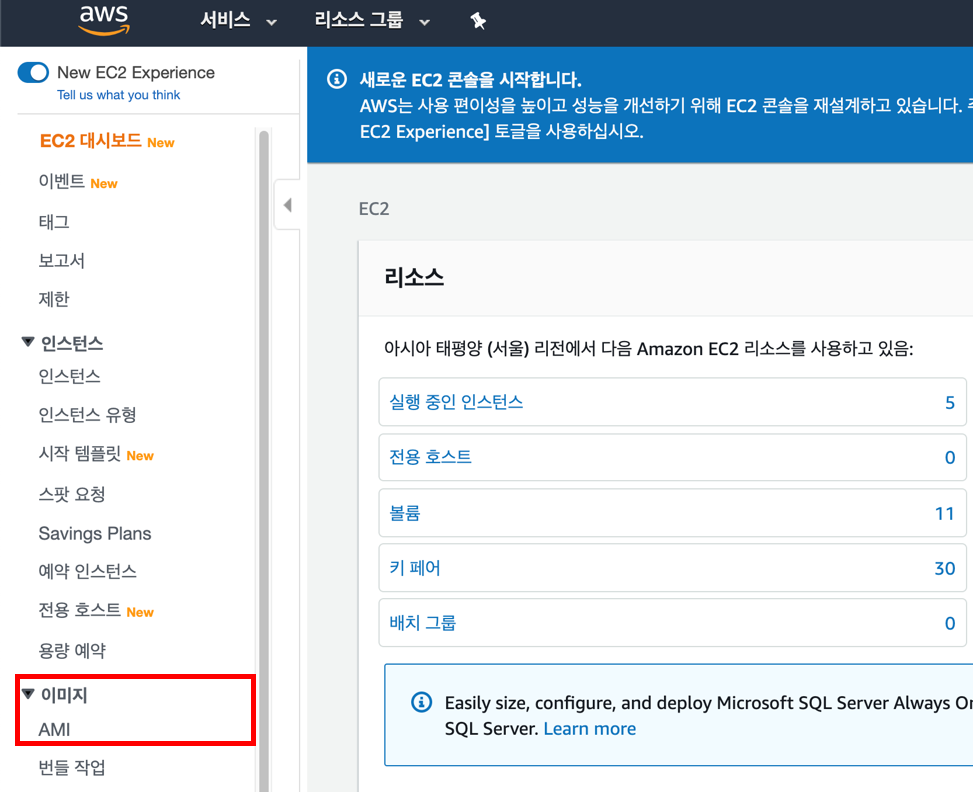 aws
서비스
리소스 그룹
New EC2 Experience
Tell us what you think
EC2 대시보드 New
이벤트 New
태그
보고서
제한
인스턴스
인스턴스
인스턴스 유형
시작 템플릿 New
스팟 요청
Savings Plans
예약 인스턴스
전용 호스트 New
용량 예약
이미지
AMI
번들 작업
새로운 EC2 콘솔을 시작합니다.
AWS는 사용 편이성을 높이고 성능을 개선하기 위해 EC2 콘솔을 재설계하고 있습니다.
EC2 Experience] 토글을 사용하십시오.
EC2
리소스
아시아 태평양 (서울) 리전에서 다음 Amazon EC2 리소스를 사용하고 있음:
실행 중인 인스턴스 5
전용 호스트 0
볼륨 11
키 페어 30
배치 그룹 0
Easily size, configure, and deploy Microsoft SQL Server Always
SQL Server. Learn more